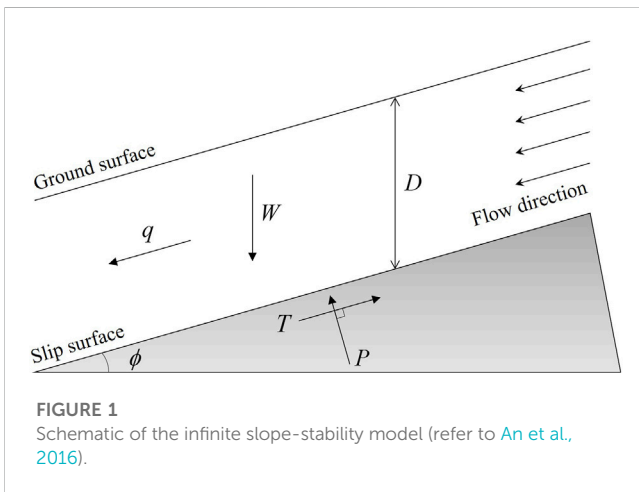 Ground surface
D
W
Flow direction
q
T
Slip surface
ϕ
P
FIGURE 1
Schematic of the infinite slope-stability model (refer to An et al.,
2016).